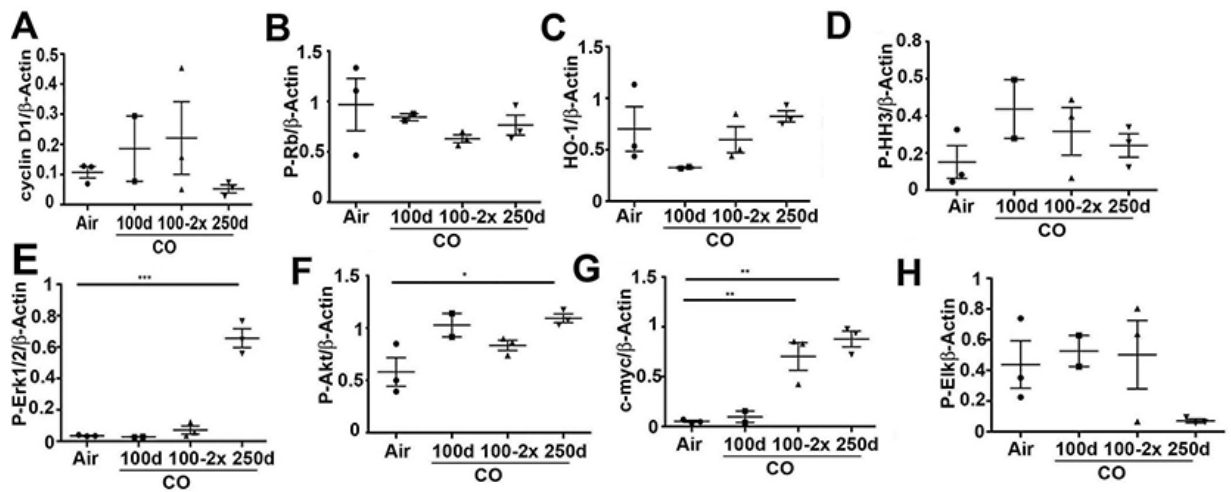 A
cyclin D1/β-Actin
0.5
0.4
0.3
0.2
0.1
0
Air 100d 100-2x 250d
CO
B
P-Rb/β-Actin
1.5
1
0.5
0
Air 100d 100-2x 250d
CO
C
HO-1/β-Actin
1.5
1
0.5
0
Air 100d 100-2x 250d
CO
D
P-HH3/β-Actin
0.8
0.6
0.4
0.2
0
Air 100d 100-2x 250d
CO
E
P-Erk1/2/β-Actin
1
0.8
0.6
0.4
0.2
0
***
Air 100d 100-2x 250d
CO
F
P-Akt/β-Actin
1.5
1
0.5
0
*
Air 100d 100-2x 250d
CO
G
c-myc/β-Actin
1.5
1
0.5
0
**
**
Air 100d 100-2x 250d
CO
H
P-Elkβ-Actin
1
0.8
0.6
0.4
0.2
0
Air 100d 100-2x 250d
CO